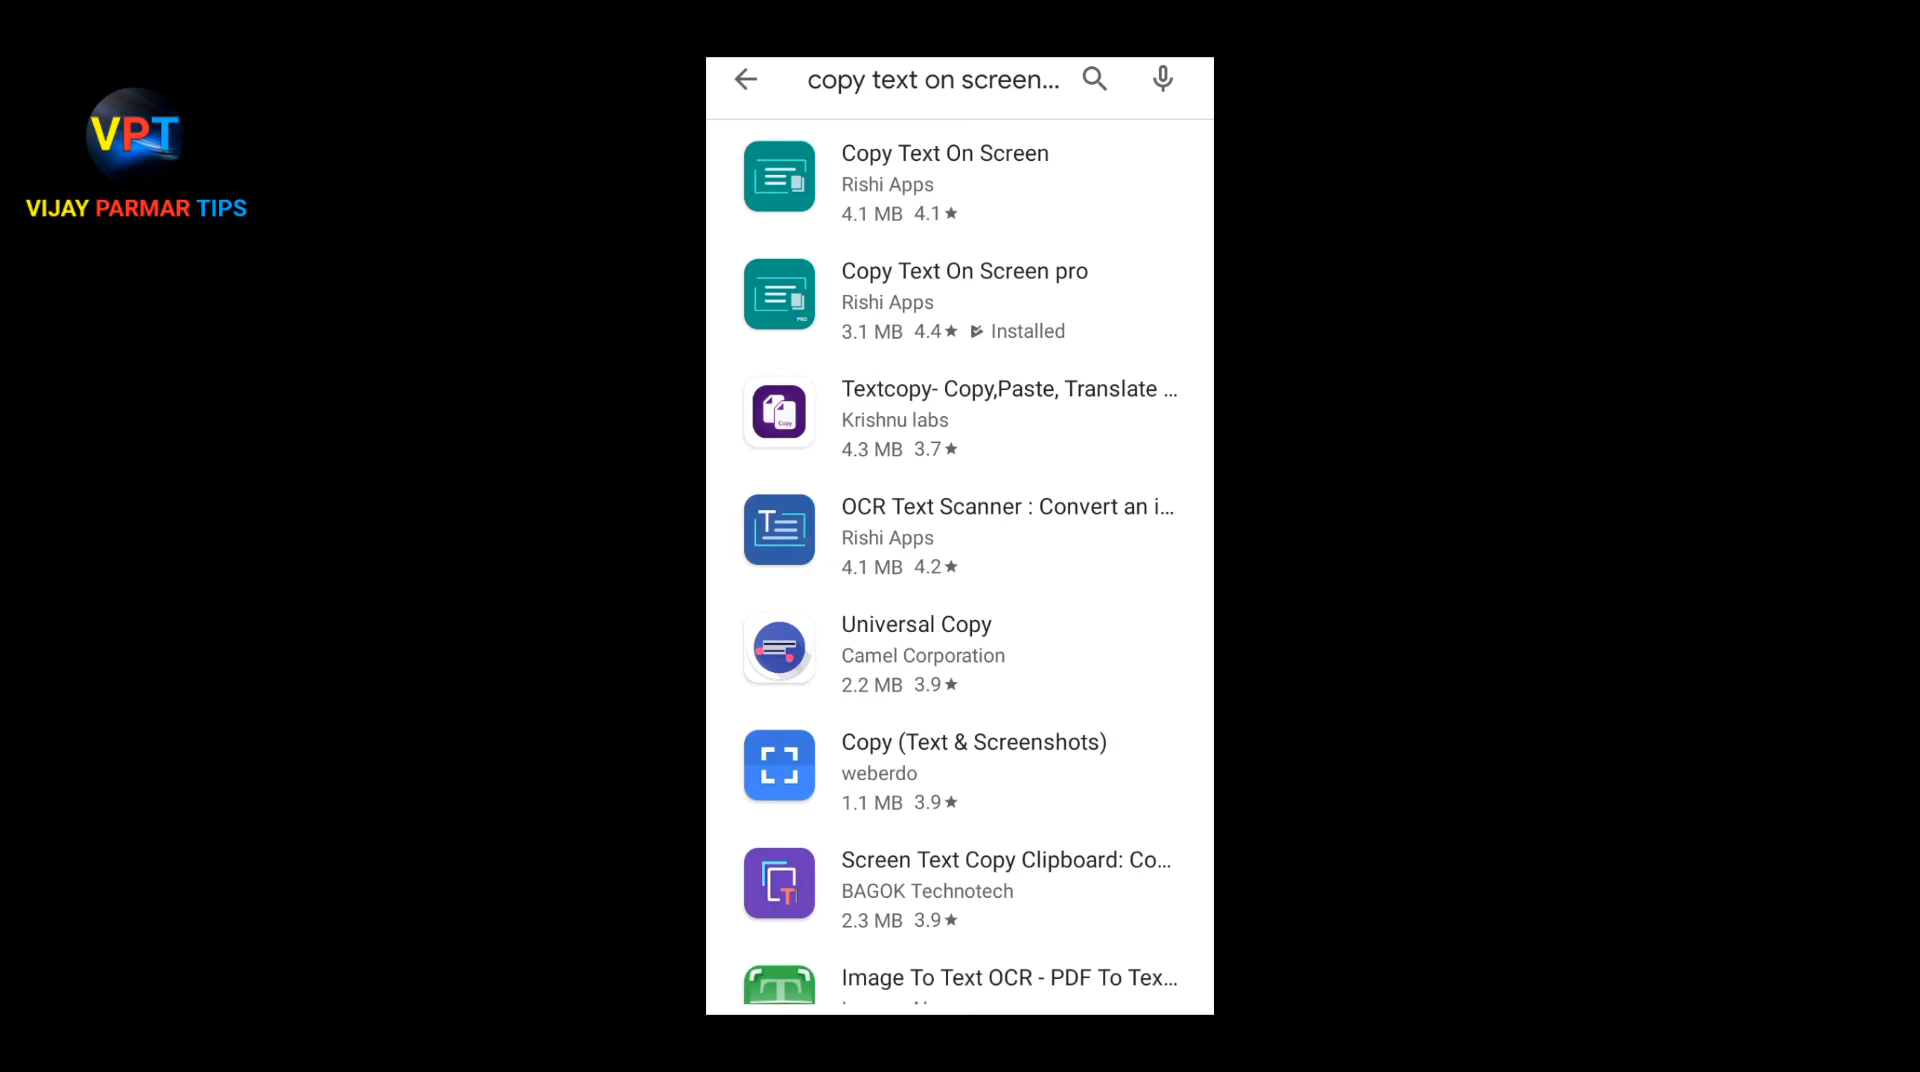 VPT
VIJAY PARMAR TIPS
copy text on screen...
Copy Text On Screen
Rishi Apps
4.1 MB 4.1★
Copy Text On Screen pro
Rishi Apps
3.1 MB 4.4★ Installed
PRO
Textcopy- Copy,Paste, Translate ...
Krishnu labs
4.3 MB 3.7★
Copy
OCR Text Scanner : Convert an i...
Rishi Apps
4.1 MB 4.2★
Universal Copy
Camel Corporation
2.2 MB 3.9★
Copy (Text & Screenshots)
weberdo
1.1 MB 3.9★
Screen Text Copy Clipboard: Co...
BAGOK Technotech
2.3 MB 3.9★
Image To Text OCR - PDF To Tex...